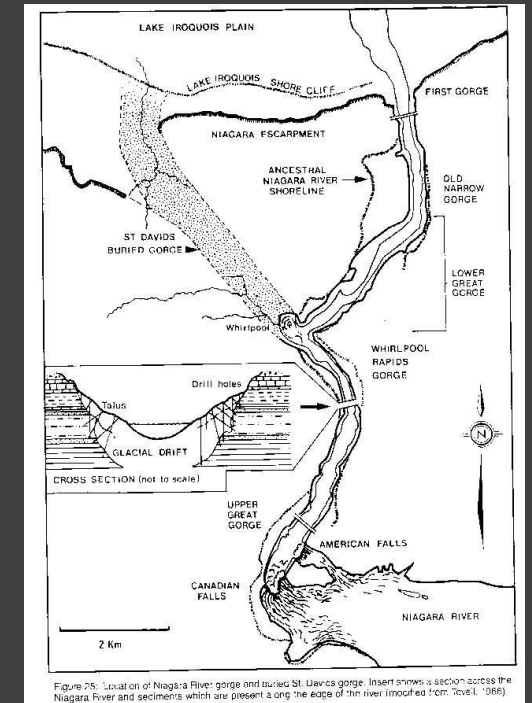 LAKE IROQUOIS PLAIN
LAKE IROQUOIS SHORE CLIFF
FIRST GORGE
NIAGARA ESCARPMENT
ANCESTRAL
NIAGARA RIVER
SHORELINE
OLD
NARROW
GORGE
ST DAVIDS
BURIED GORGE
LOWER
GREAT
GORGE
Whirlpool
WHIRLPOOL
RAPIDS
GORGE
Drill holes
Talus
N
GLACIAL DRIFT
CROSS SECTION (not to scale)
UPPER
GREAT
GORGE
AMERICAN FALLS
CANADIAN
FALLS
NIAGARA RIVER
2 Km
Figure 25: Location of Niagara River gorge and buried St. Davids gorge. Insert shows a section across the
Niagara River and sediments which are present along the edge of the river (modified from Tovell, 1966)